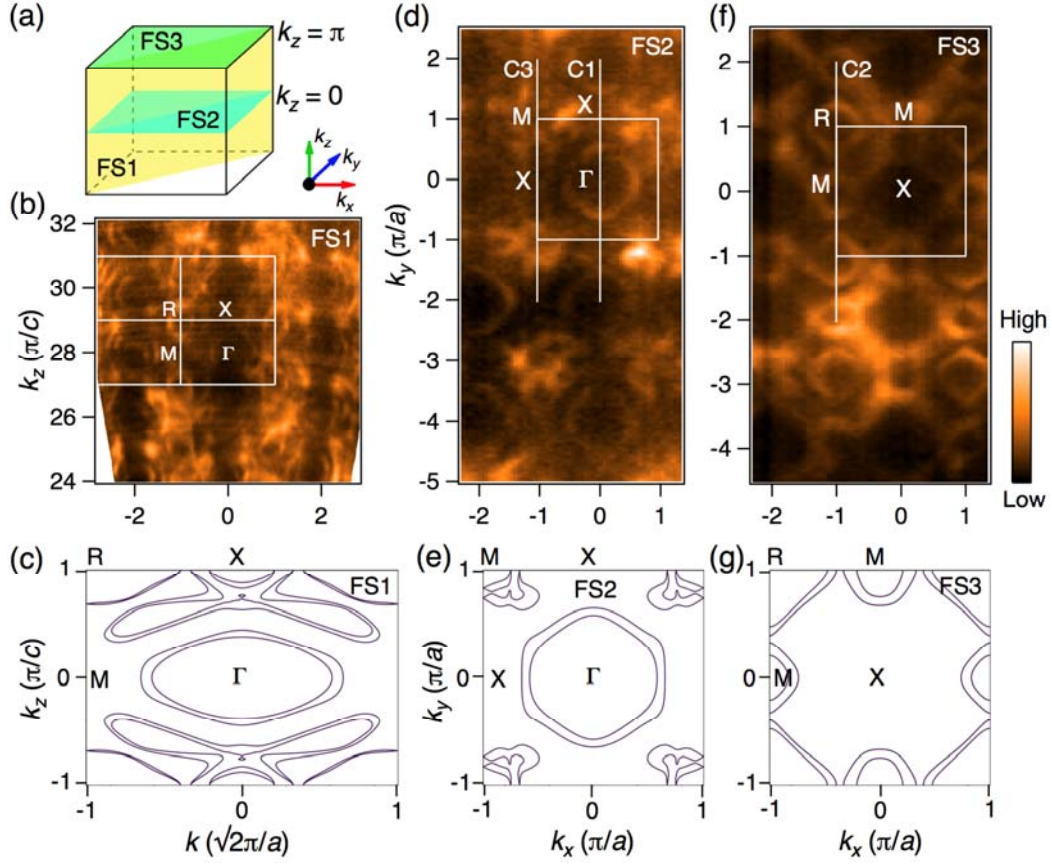 (a)
FS3
k_z = π
k_z = 0
FS2
FS1
k_z
k_y
k_x
(b)
FS1
R X
M Γ
32
30
28
26
24
k_z (π/c)
-2 0 2
(c)
R X
FS1
M Γ
1
0
-1
k_z (π/c)
-1 0 1
k (√2π/a)
(d)
FS2
C3 C1
M X
X Γ
2
1
0
-1
-2
-3
-4
-5
k_y (π/a)
-2 -1 0 1
(e)
M X
FS2
X Γ
1
0
-1
k_y (π/a)
-1 0 1
k_x (π/a)
(f)
FS3
C2
R M
M X
2
1
0
-1
-2
-3
-4
-2 -1 0 1
High
Low
(g)
R M
FS3
M X
1
0
-1
-1 0 1
k_x (π/a)